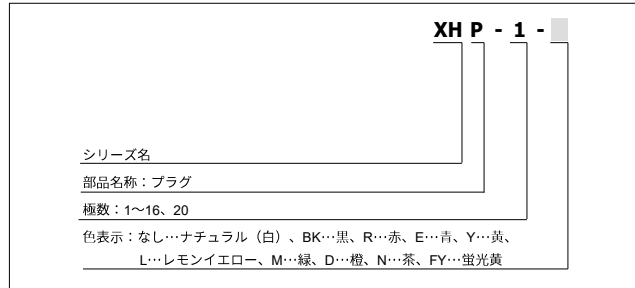 XH P - 1 -
シリーズ名
部品名称：プラグ
極数：1～16、20
色表示：なし…ナチュラル（白）、BK…黒、R…赤、E…青、Y…黄、
L…レモンイエロー、M…緑、D…橙、N…茶、FY…蛍光黄